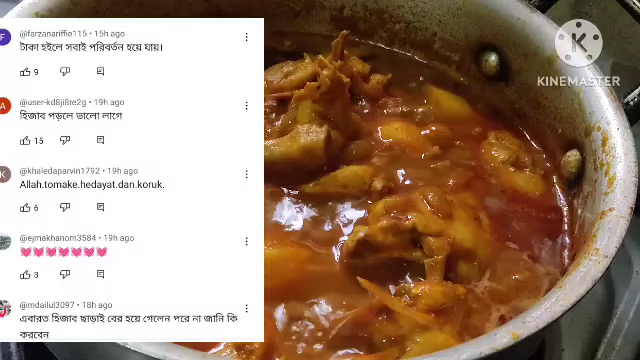 F
@farzanariffie115 • 15h ago
টাকা হইলে সবাই পরিবর্তন হয়ে যায়।
9
A
@user-kd8ji8re2g • 19h ago
হিজাব পড়লে ভালো লাগে
15
K
@khaledaparvin1792 • 19h ago
Allah.tomake.hedayat.dan.koruk.
6
@ejmakhanom3584 • 19h ago
💓💓💓💓💓💓💓
3
@mdailul3097 • 18h ago
এবারত হিজাব ছাড়াই বের হয়ে গেলেন পরে না জানি কি
করবেন
KINEMASTER